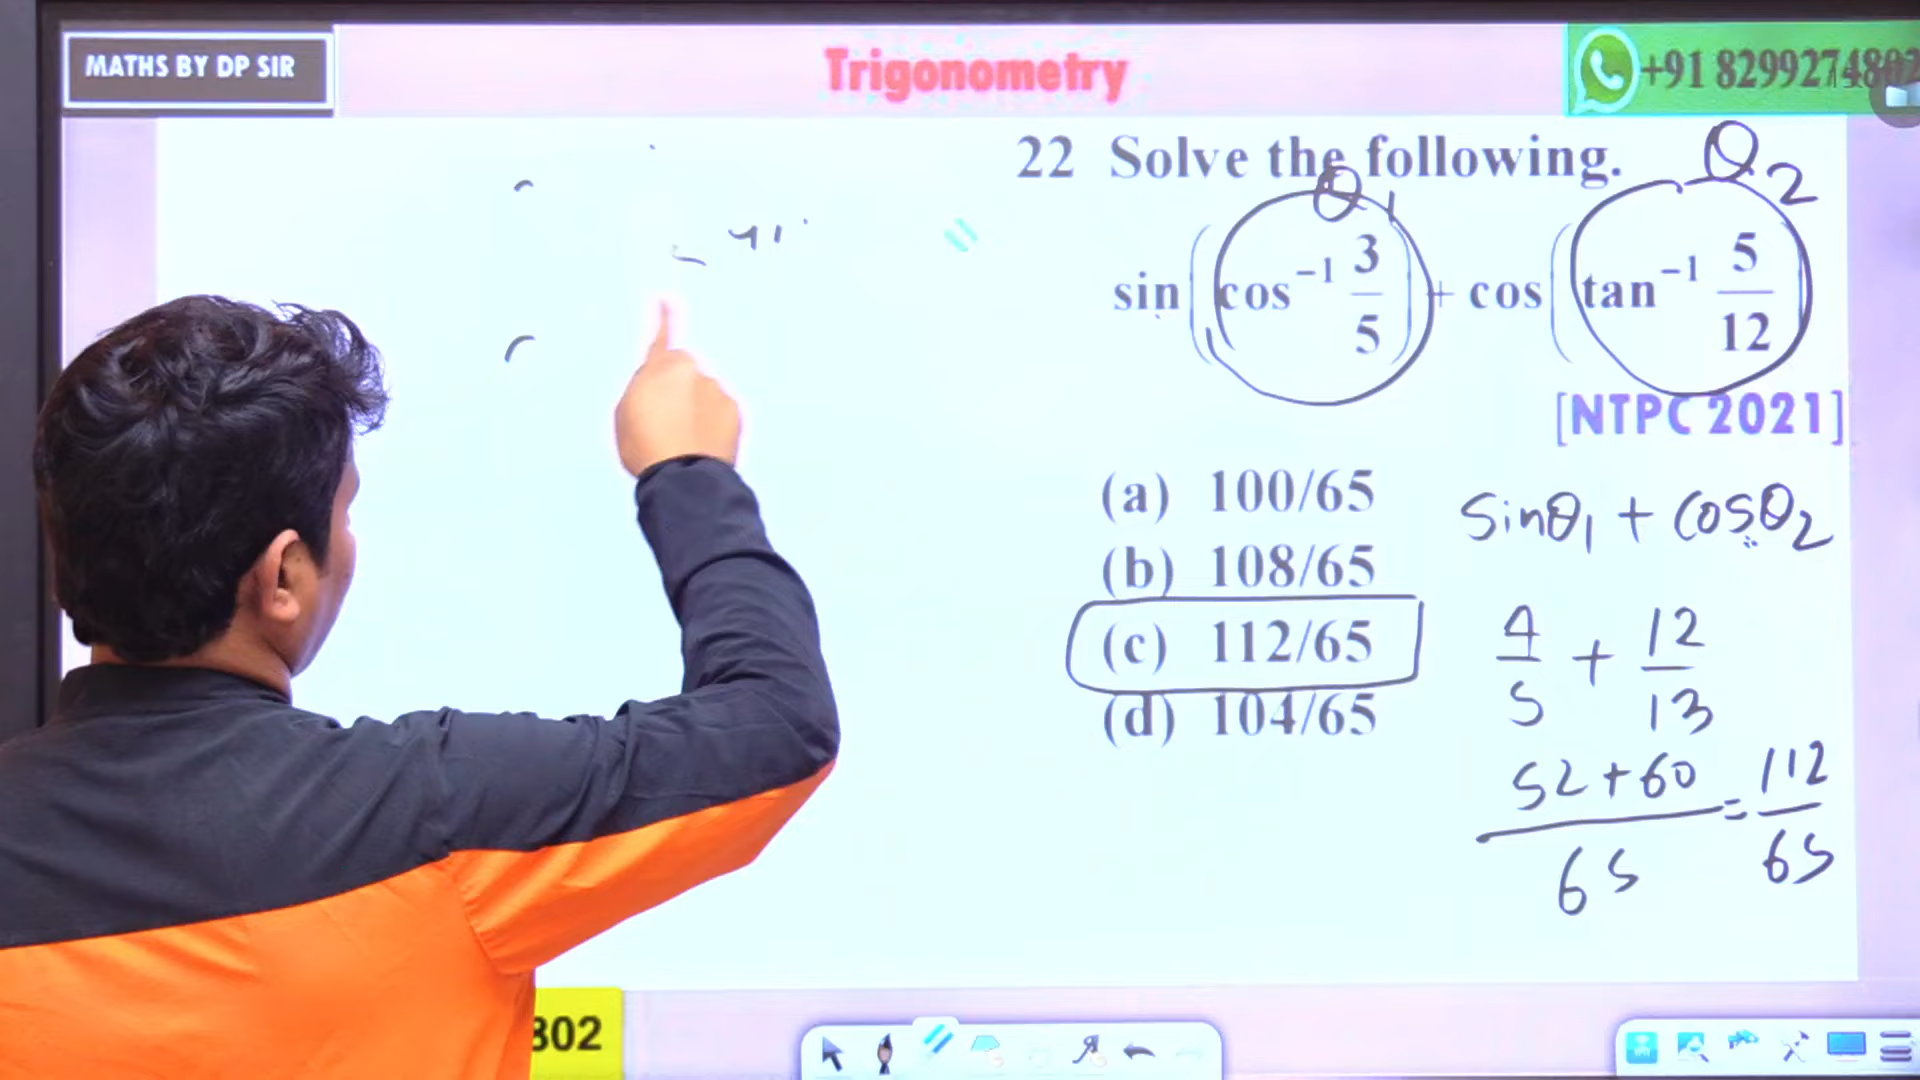 MATHS BY DP SIR
Trigonometry
+91 8299274802
22 Solve the following.
θ1
θ2
sin(cos⁻¹ 3/5) + cos(tan⁻¹ 5/12)
[NTPC 2021]
(a) 100/65
(b) 108/65
(c) 112/65
(d) 104/65
sinθ1 + cosθ2
4/5 + 12/13
52+60/65 = 112/65
802